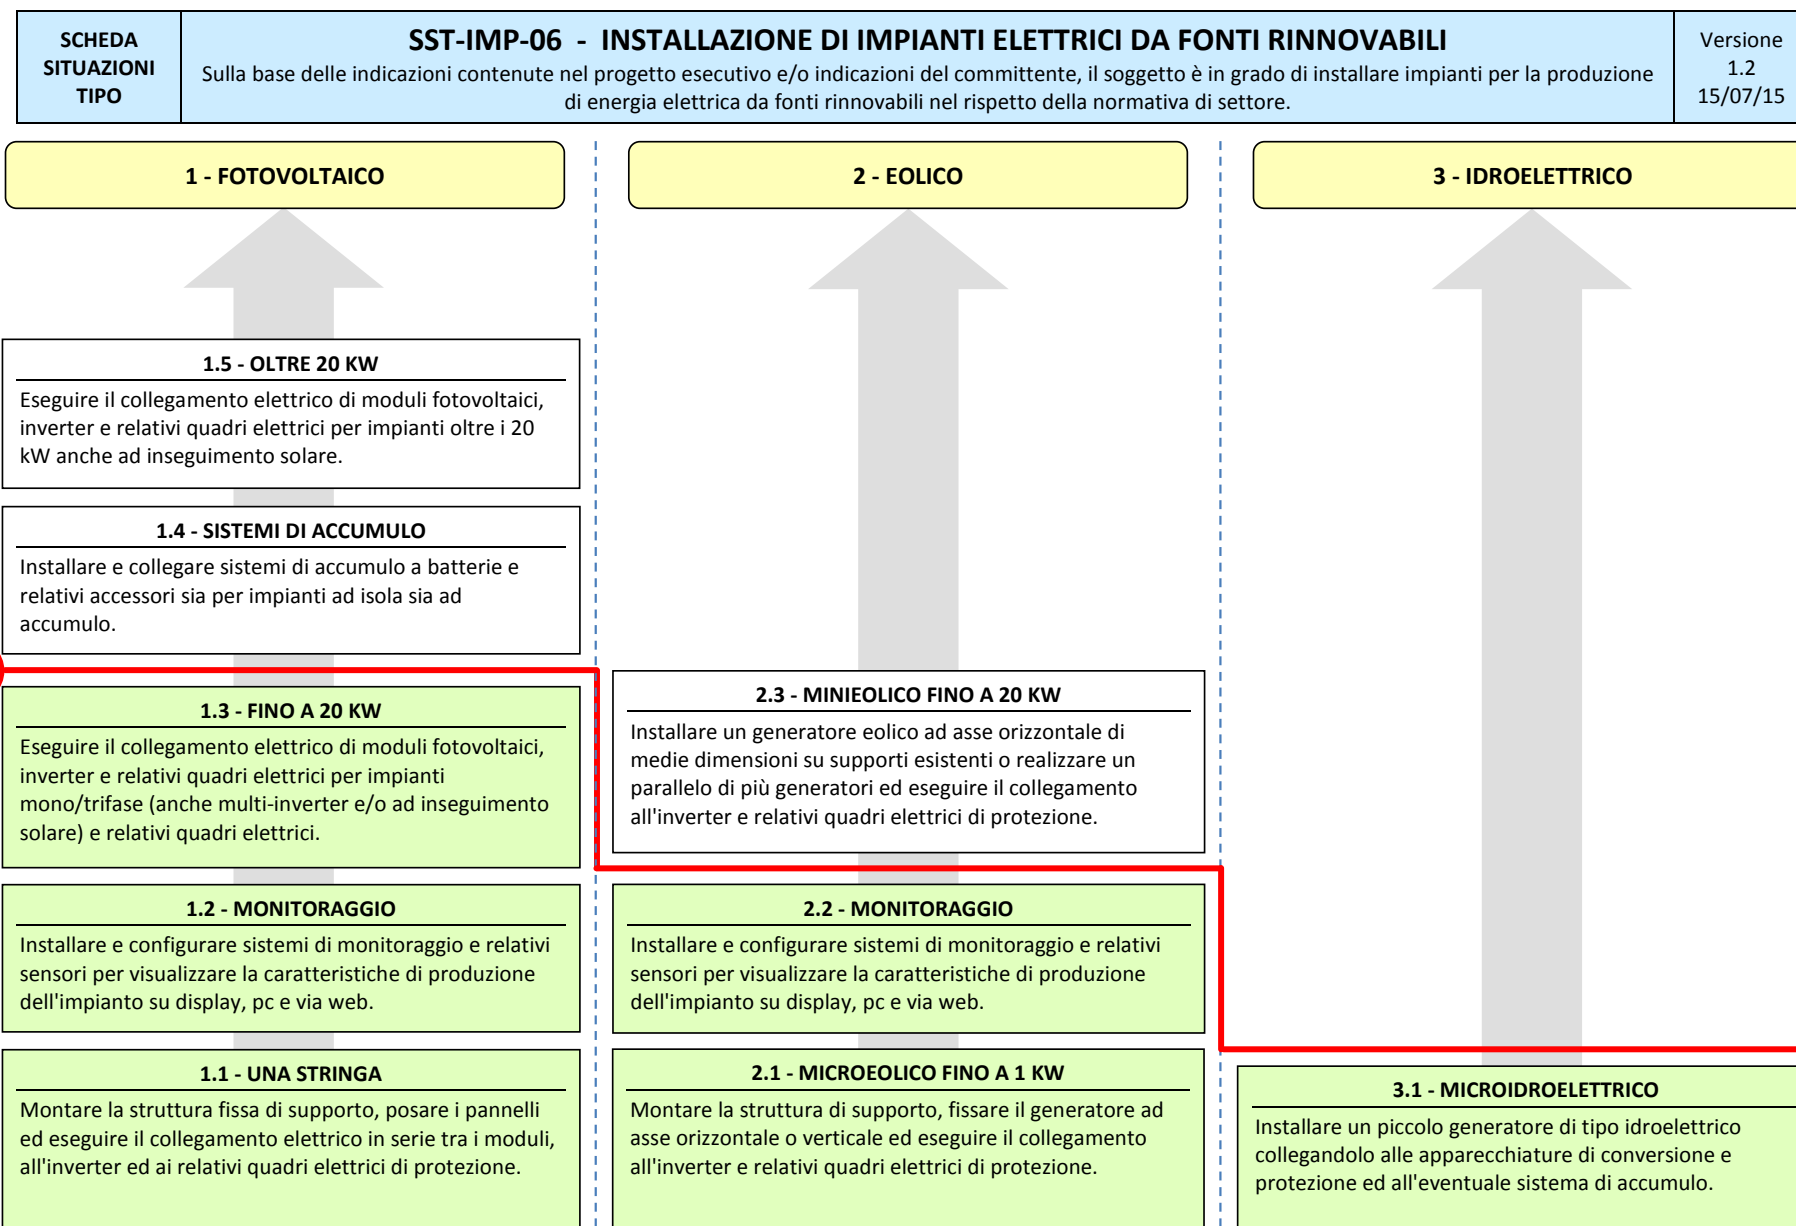 SCHEDA
SITUAZIONI
TIPO
SST-IMP-06 - INSTALLAZIONE DI IMPIANTI ELETTRICI DA FONTI RINNOVABILI
Sulla base delle indicazioni contenute nel progetto esecutivo e/o indicazioni del committente, il soggetto è in grado di installare impianti per la produzione
di energia elettrica da fonti rinnovabili nel rispetto della normativa di settore.
Versione
1.2
15/07/15
1 - FOTOVOLTAICO
1.5 - OLTRE 20 KW
Eseguire il collegamento elettrico di moduli fotovoltaici,
inverter e relativi quadri elettrici per impianti oltre i 20
kW anche ad inseguimento solare.
1.4 - SISTEMI DI ACCUMULO
Installare e collegare sistemi di accumulo a batterie e
relativi accessori sia per impianti ad isola sia ad
accumulo.
1.3 - FINO A 20 KW
Eseguire il collegamento elettrico di moduli fotovoltaici,
inverter e relativi quadri elettrici per impianti
mono/trifase (anche multi-inverter e/o ad inseguimento
solare) e relativi quadri elettrici.
1.2 - MONITORAGGIO
Installare e configurare sistemi di monitoraggio e relativi
sensori per visualizzare la caratteristiche di produzione
dell'impianto su display, pc e via web.
1.1 - UNA STRINGA
Montare la struttura fissa di supporto, posare i pannelli
ed eseguire il collegamento elettrico in serie tra i moduli,
all'inverter ed ai relativi quadri elettrici di protezione.
2 - EOLICO
2.3 - MINIEOLICO FINO A 20 KW
Installare un generatore eolico ad asse orizzontale di
medie dimensioni su supporti esistenti o realizzare un
parallelo di più generatori ed eseguire il collegamento
all'inverter e relativi quadri elettrici di protezione.
2.2 - MONITORAGGIO
Installare e configurare sistemi di monitoraggio e relativi
sensori per visualizzare la caratteristiche di produzione
dell'impianto su display, pc e via web.
2.1 - MICROEOLICO FINO A 1 KW
Montare la struttura di supporto, fissare il generatore ad
asse orizzontale o verticale ed eseguire il collegamento
all'inverter e relativi quadri elettrici di protezione.
3 - IDROELETTRICO
3.1 - MICROIDROELETTRICO
Installare un piccolo generatore di tipo idroelettrico
collegandolo alle apparecchiature di conversione e
protezione ed all'eventuale sistema di accumulo.